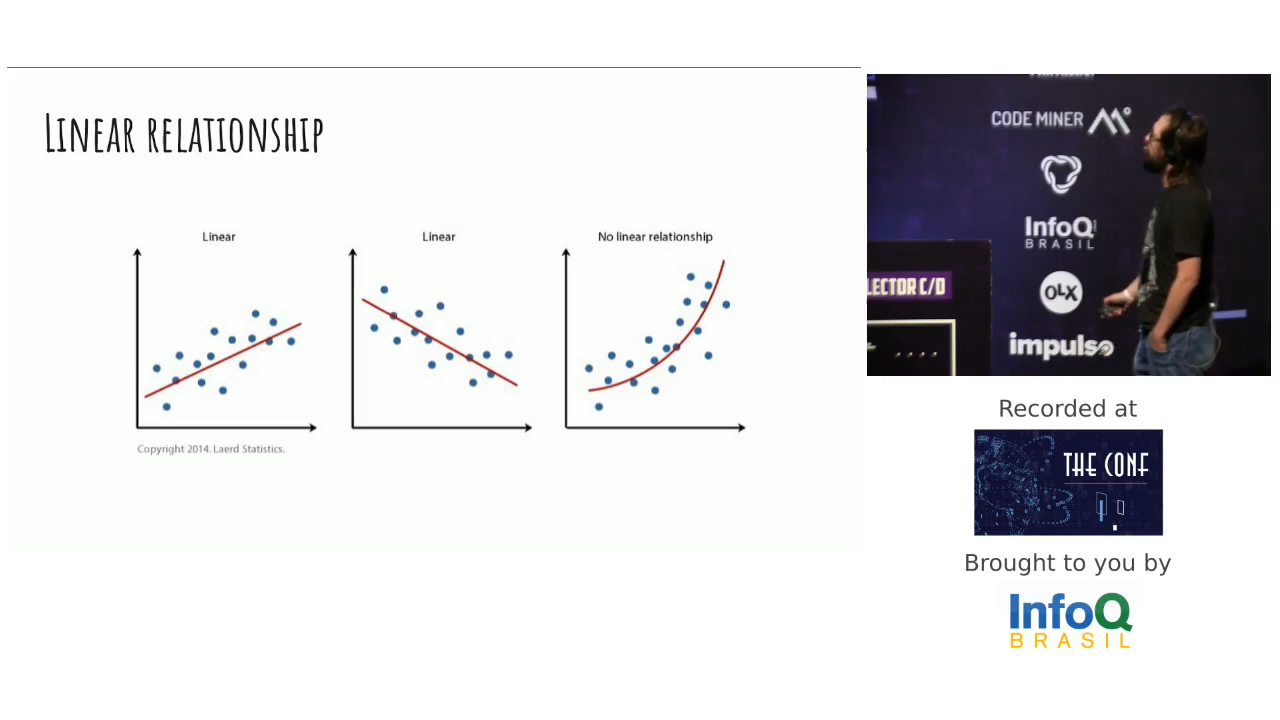 Linear relationship
Linear
Linear
No linear relationship
Copyright 2014. Laerd Statistics.
CODE MINER
InfoQ
BRASIL
OLX
impulso
LECTOR C/D
Recorded at
THE CONF
Brought to you by
InfoQ
BRASIL